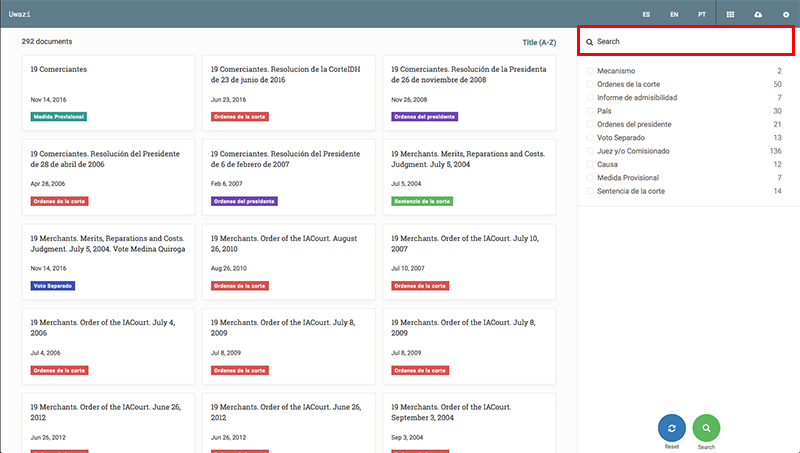 Uwazi
ES EN PT
292 documents
Title (A-Z)
19 Comerciantes
Nov 14, 2016
Medida Provisional
19 Comerciantes. Resolucion de la CorteIDH
de 23 de junio de 2016
Jun 23, 2016
Ordenes de la corte
19 Comerciantes. Resolución de la Presidenta
de 26 de noviembre de 2008
Nov 26, 2008
Ordenes del presidente
19 Comerciantes. Resolución del Presidente
de 28 de abril de 2006
Apr 28, 2006
Ordenes de la corte
19 Comerciantes. Resolución del Presidente
de 6 de febrero de 2007
Feb 6, 2007
Ordenes del presidente
19 Merchants. Merits, Reparations and Costs.
Judgment. July 5, 2004
Jul 5, 2004
Sentencia de la corte
19 Merchants. Merits, Reparations and Costs.
Judgment. July 5, 2004. Vote Medina Quiroga
Nov 14, 2016
Voto Separado
19 Merchants. Order of the IACourt. August
26, 2010
Aug 26, 2010
Ordenes de la corte
19 Merchants. Order of the IACourt. July 10,
2007
Jul 10, 2007
Ordenes de la corte
19 Merchants. Order of the IACourt. July 4,
2006
Jul 4, 2006
Ordenes de la corte
19 Merchants. Order of the IACourt. July 8,
2009
Jul 8, 2009
Ordenes de la corte
19 Merchants. Order of the IACourt. July 8,
2009
Jul 8, 2009
Ordenes de la corte
19 Merchants. Order of the IACourt. June 26,
2012
Jun 26, 2012
19 Merchants. Order of the IACourt. June 26,
2012
Jun 26, 2012
19 Merchants. Order of the IACourt.
September 3, 2004
Sep 3, 2004
Search
Mecanismo 2
Ordenes de la corte 50
Informe de admisibilidad 7
País 30
Ordenes del presidente 21
Voto Separado 13
Juez y/o Comisionado 136
Causa 12
Medida Provisional 7
Sentencia de la corte 14
Reset
Search